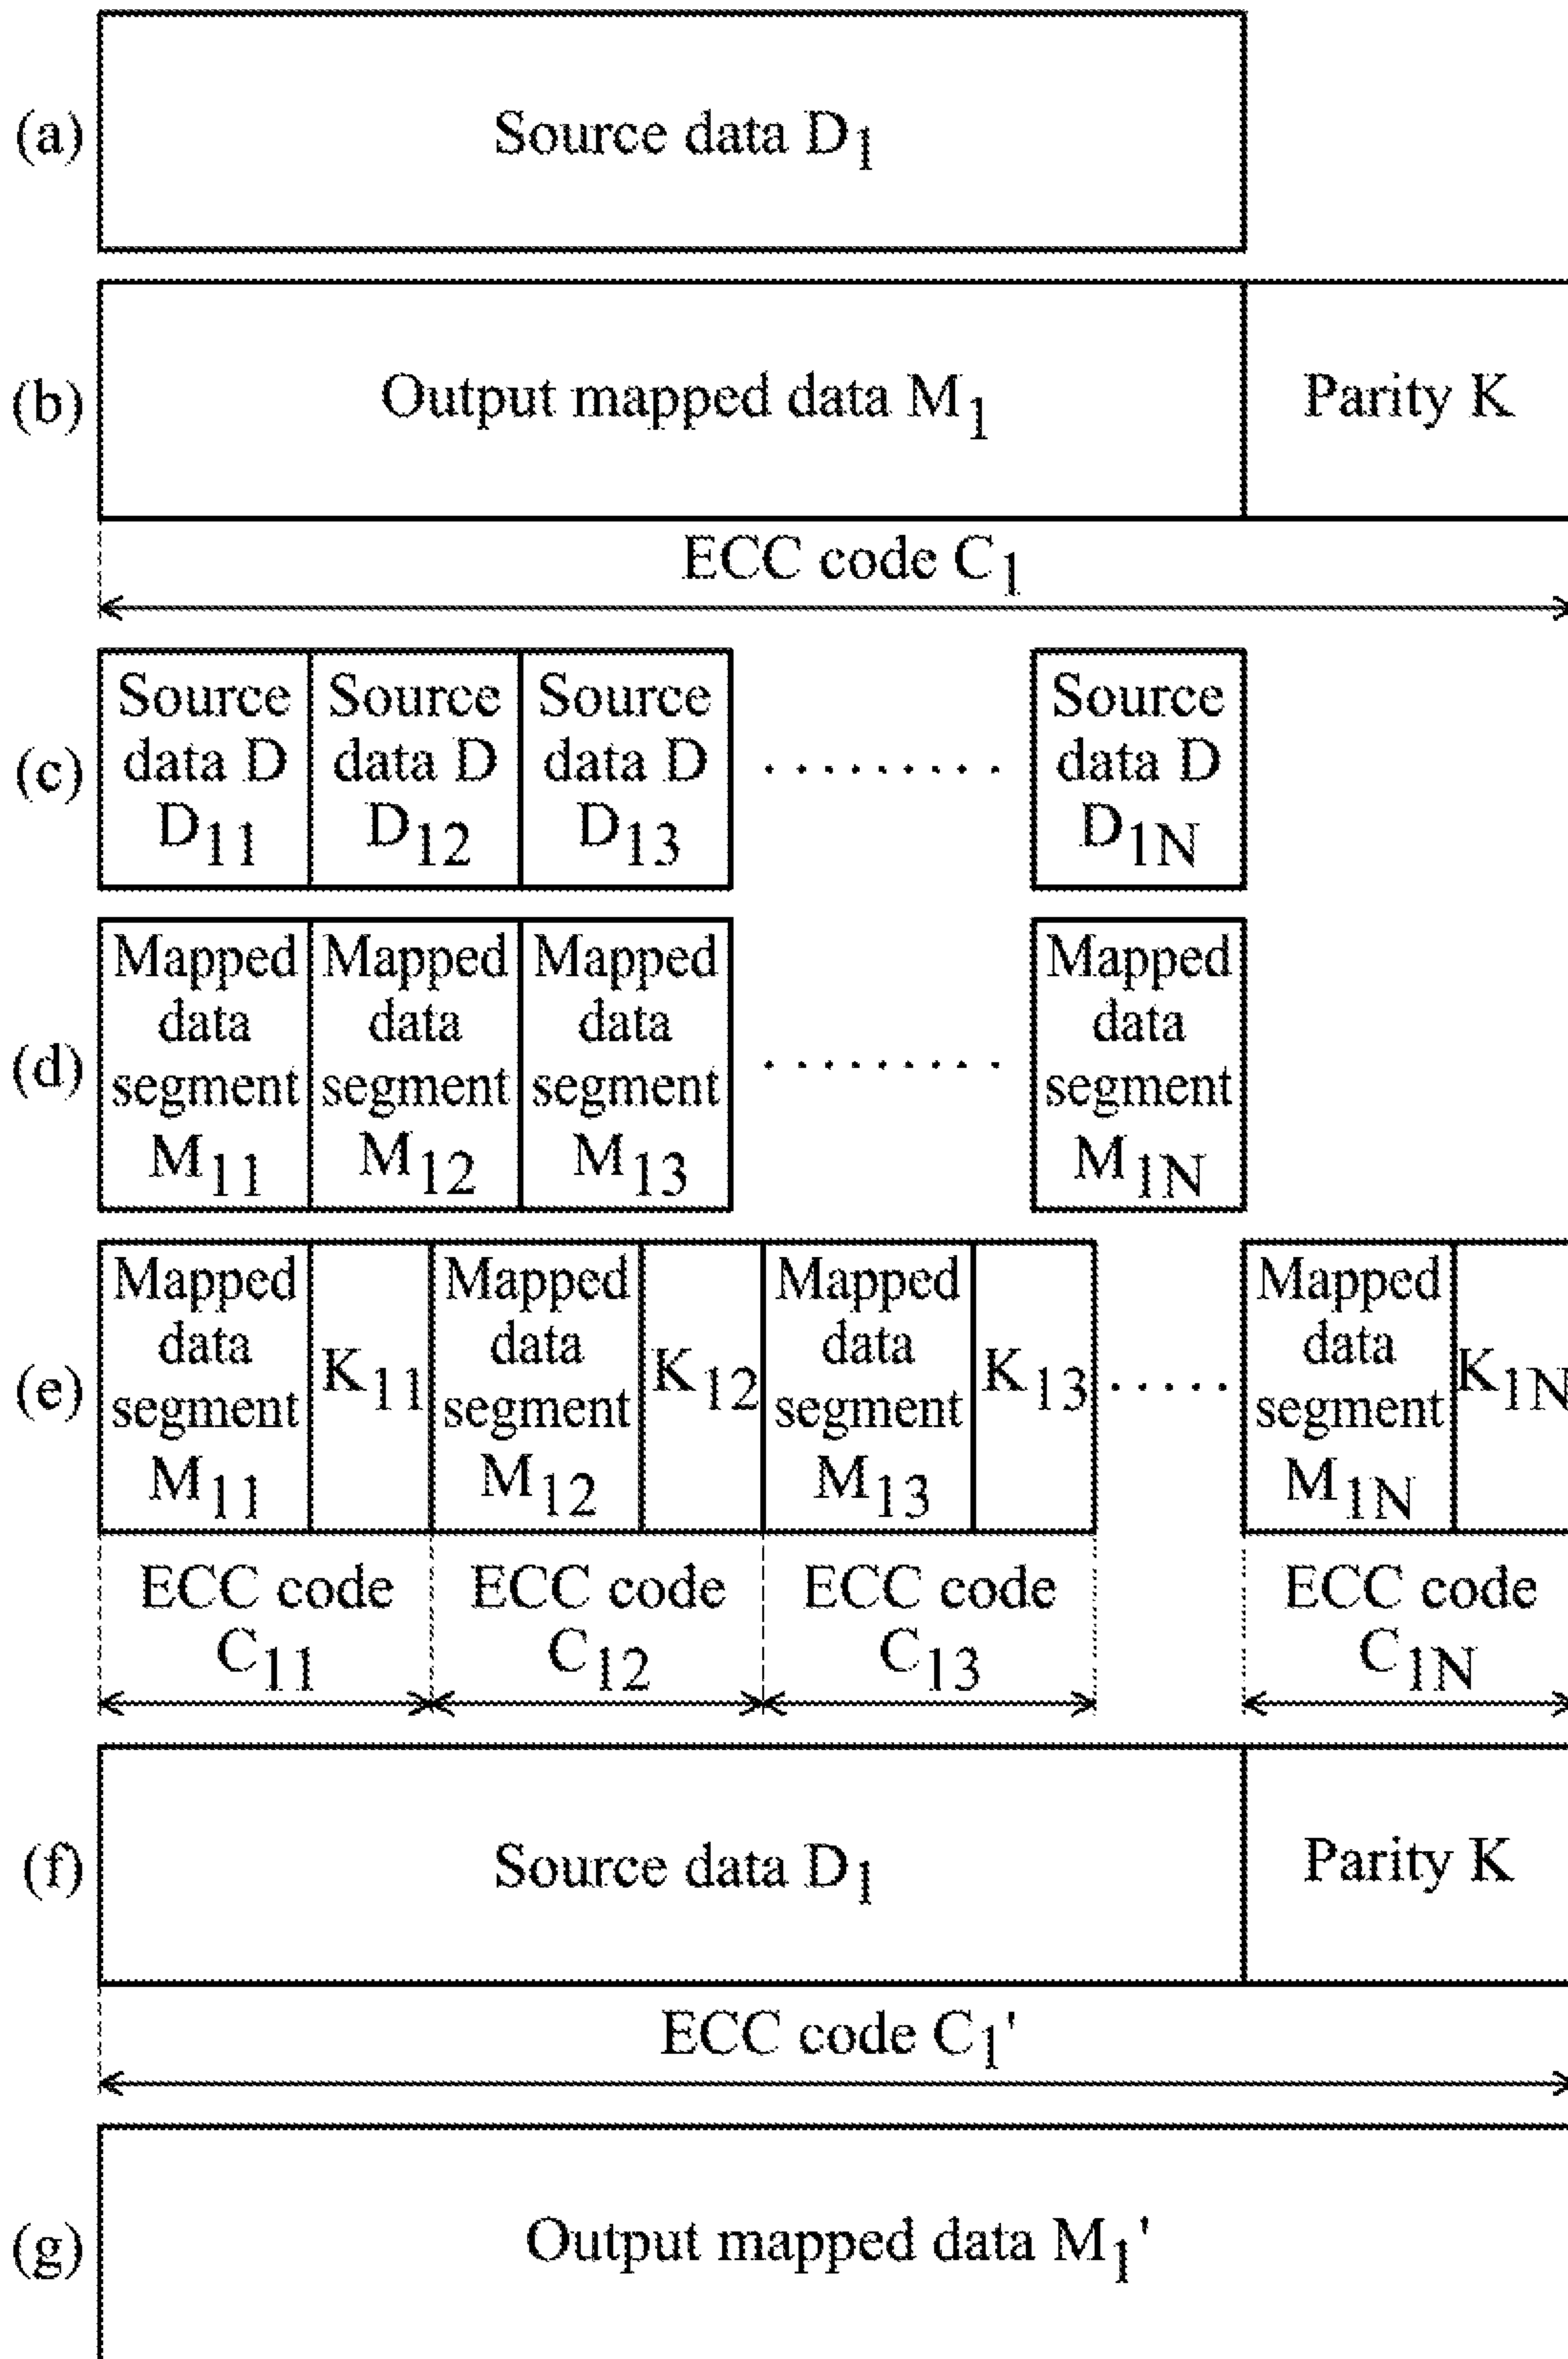 (a)
Source data D1
(b)
Output mapped data M1
Parity K
ECC code C1
(c)
Source
data D
D11
Source
data D
D12
Source
data D
D13
.........
Source
data D
D1N
(d)
Mapped
data
segment
M11
Mapped
data
segment
M12
Mapped
data
segment
M13
.........
Mapped
data
segment
M1N
(e)
Mapped
data
segment
M11
K11
Mapped
data
segment
M12
K12
Mapped
data
segment
M13
K13
.....
Mapped
data
segment
M1N
K1N
ECC code
C11
ECC code
C12
ECC code
C13
ECC code
C1N
(f)
Source data D1
Parity K
ECC code C1'
(g)
Output mapped data M1'